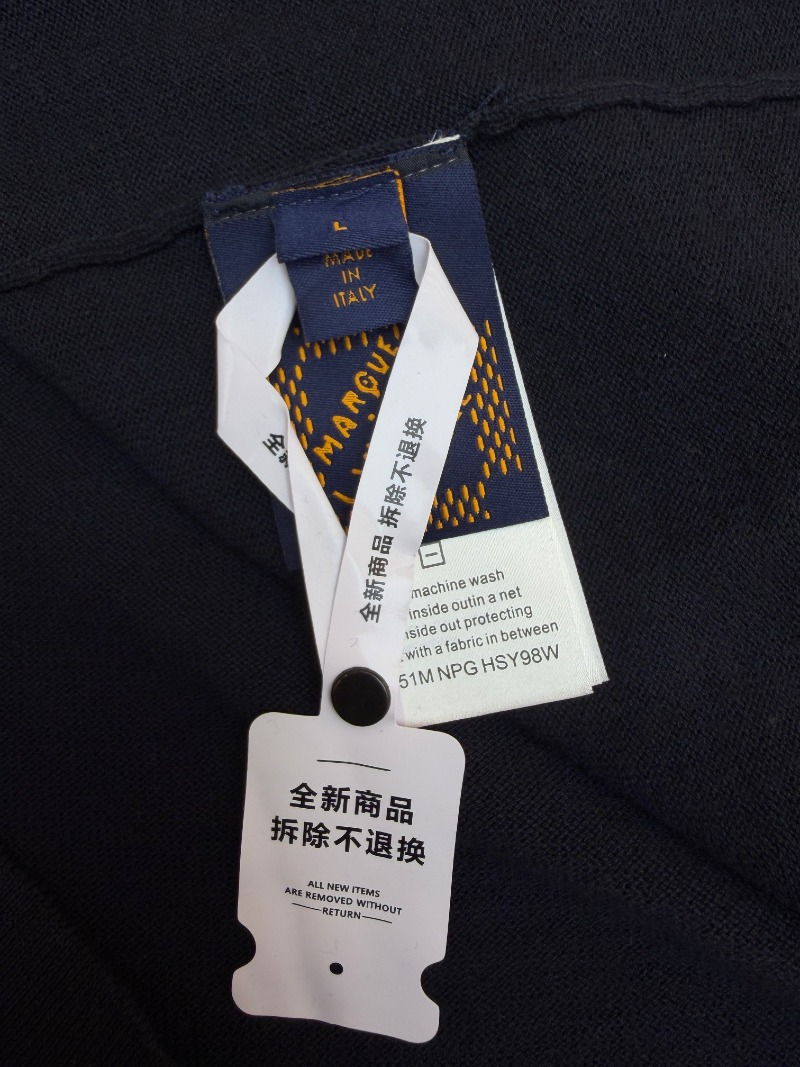 L
MADE
IN
ITALY
MARQUE
全新
全新商品 拆除不退换
machine wash
inside outin a net
inside out protecting
with a fabric in between
51M NPG HSY98W
全新商品
拆除不退换
ALL NEW ITEMS
ARE REMOVED WITHOUT
RETURN